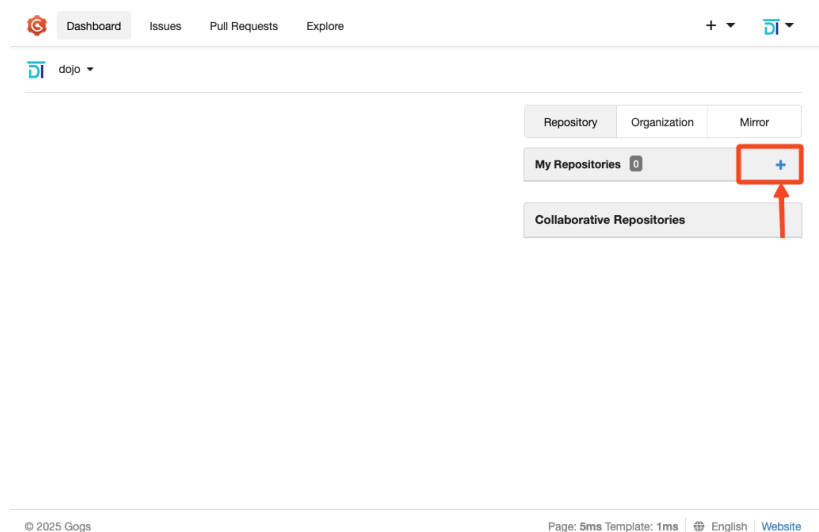 Dashboard Issues Pull Requests Explore +
dojo
Repository Organization Mirror
My Repositories 0 +
Collaborative Repositories
© 2025 Gogs Page: 5ms Template: 1ms English Website